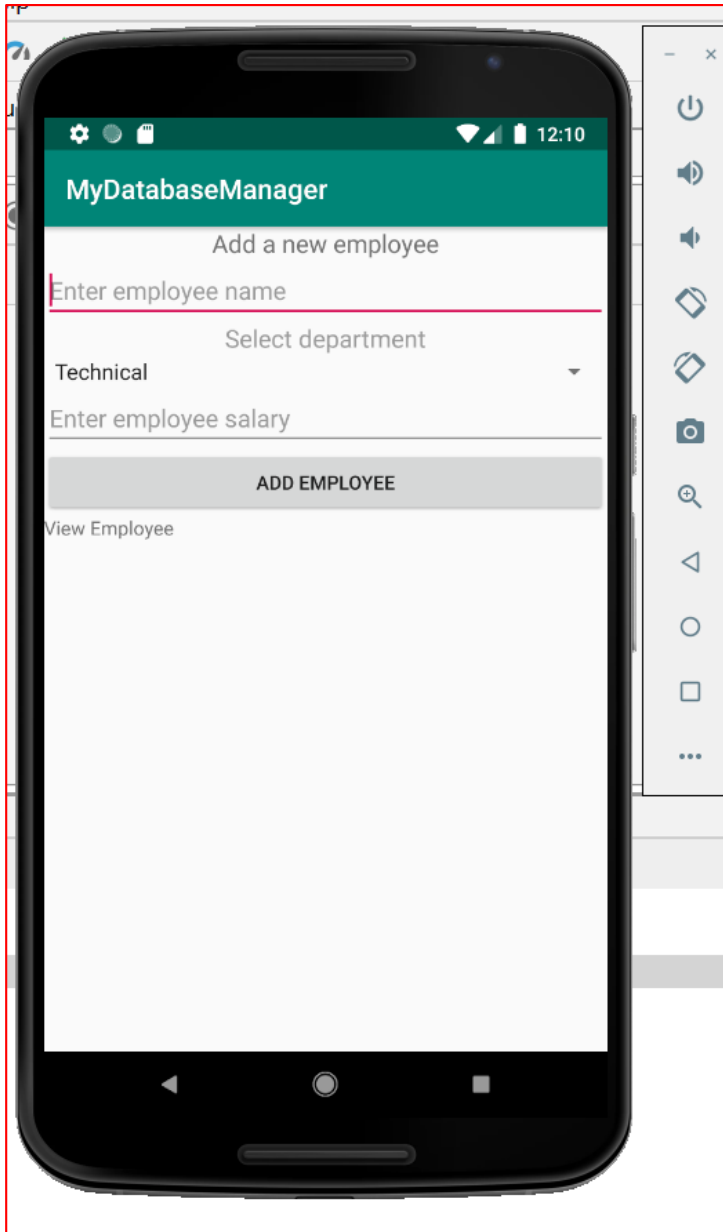 12:10
MyDatabaseManager
Add a new employee
Enter employee name
Select department
Technical
Enter employee salary
ADD EMPLOYEE
View Employee